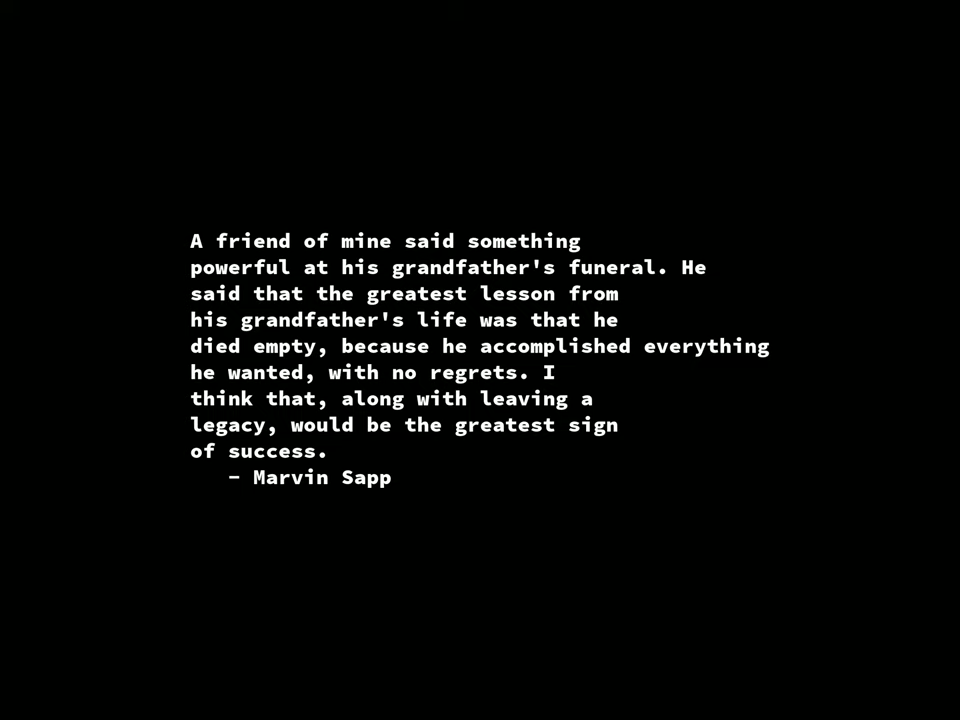 A friend of mine said something
powerful at his grandfather's funeral. He
said that the greatest lesson from
his grandfather's life was that he
died empty, because he accomplished everything
he wanted, with no regrets. I
think that, along with leaving a
legacy, would be the greatest sign
of success.
– Marvin Sapp